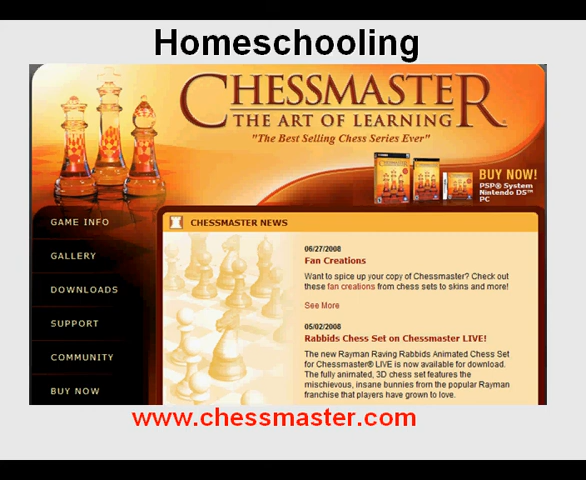 Homeschooling
CHESSMASTER
THE ART OF LEARNING
"The Best Selling Chess Series Ever"
BUY NOW!
PSP® System
Nintendo DS™
PC
GAME INFO
GALLERY
DOWNLOADS
SUPPORT
COMMUNITY
BUY NOW
CHESSMASTER NEWS
06/27/2008
Fan Creations
Want to spice up your copy of Chessmaster? Check out
these fan creations from chess sets to skins and more!
See More
05/02/2008
Rabbids Chess Set on Chessmaster LIVE!
The new Rayman Raving Rabbids Animated Chess Set
for Chessmaster® LIVE is now available for download.
The fully animated, 3D chess set features the
mischievous, insane bunnies from the popular Rayman
franchise that players have grown to love.
www.chessmaster.com